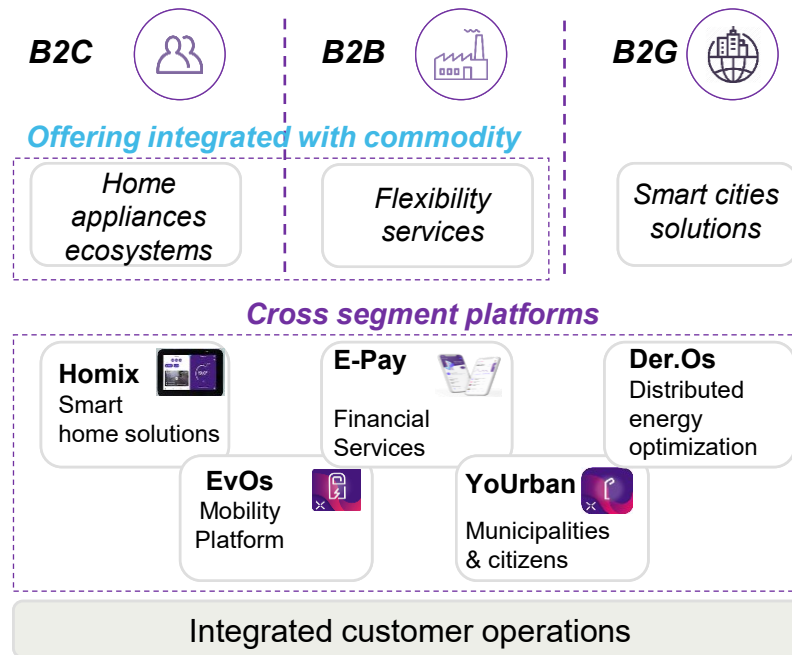 B2C
B2B
B2G
Offering integrated with commodity
Home
appliances
ecosystems
Flexibility
services
Smart cities
solutions
Cross segment platforms
Homix
Smart
home solutions
E-Pay
Financial
Services
Der.Os
Distributed
energy
optimization
EvOs
Mobility
Platform
YoUrban
Municipalities
& citizens
Integrated customer operations